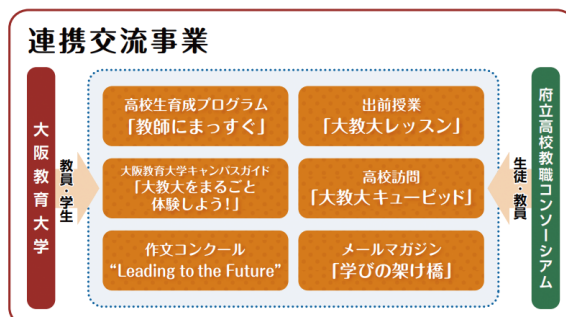 連携交流事業
大阪教育大学
教員・学生
高校生育成プログラム
「教師にまっすぐ」
出前授業
「大教大レッスン」
大阪教育大学キャンパスガイド
「大教大をまるごと
体験しよう!」
高校訪問
「大教大キューピッド」
作文コンクール
“Leading to the Future”
メールマガジン
「学びの架け橋」
生徒・教員
府立高校教職コンソーシアム